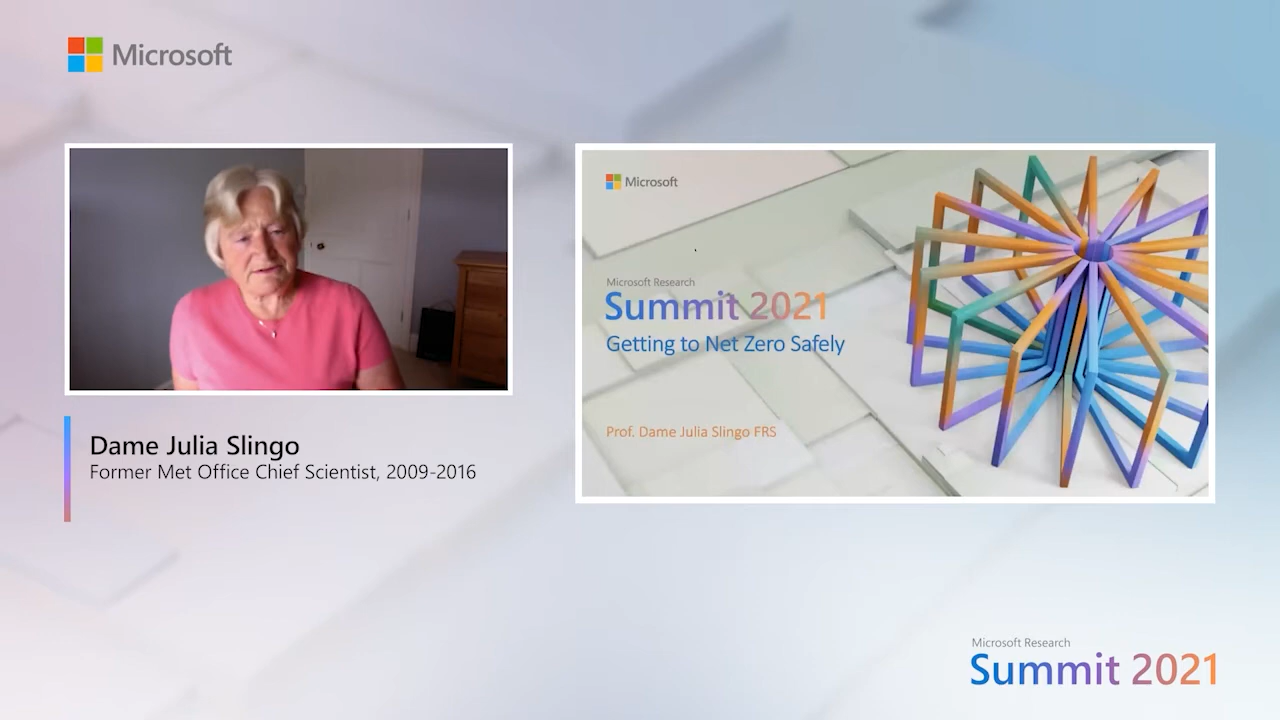 Microsoft
Microsoft
Microsoft Research
Summit 2021
Getting to Net Zero Safely
Prof. Dame Julia Slingo FRS
Dame Julia Slingo
Former Met Office Chief Scientist, 2009-2016
Microsoft Research
Summit 2021